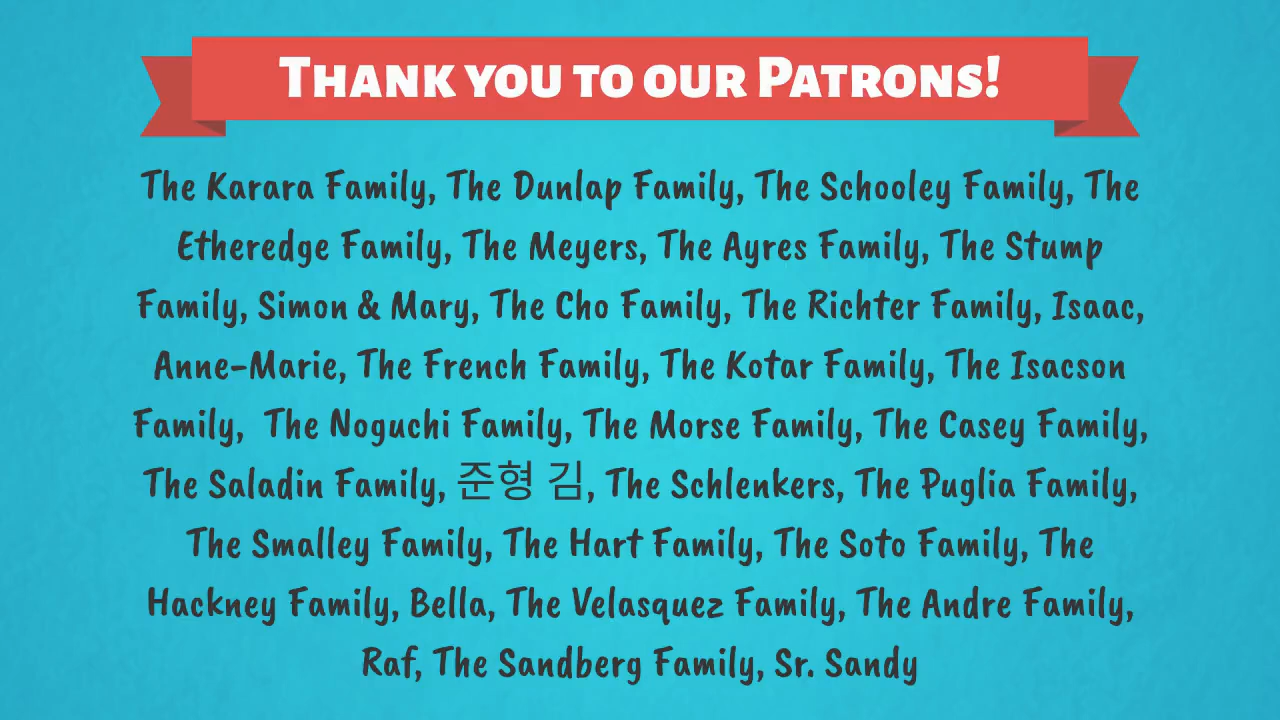 Thank you to our Patrons!
The Karara Family, The Dunlap Family, The Schooley Family, The
Etheredge Family, The Meyers, The Ayres Family, The Stump
Family, Simon & Mary, The Cho Family, The Richter Family, Isaac,
Anne-Marie, The French Family, The Kotar Family, The Isacson
Family,  The Noguchi Family, The Morse Family, The Casey Family,
The Saladin Family, 준형 김, The Schlenkers, The Puglia Family,
The Smalley Family, The Hart Family, The Soto Family, The
Hackney Family, Bella, The Velasquez Family, The Andre Family,
Raf, The Sandberg Family, Sr. Sandy